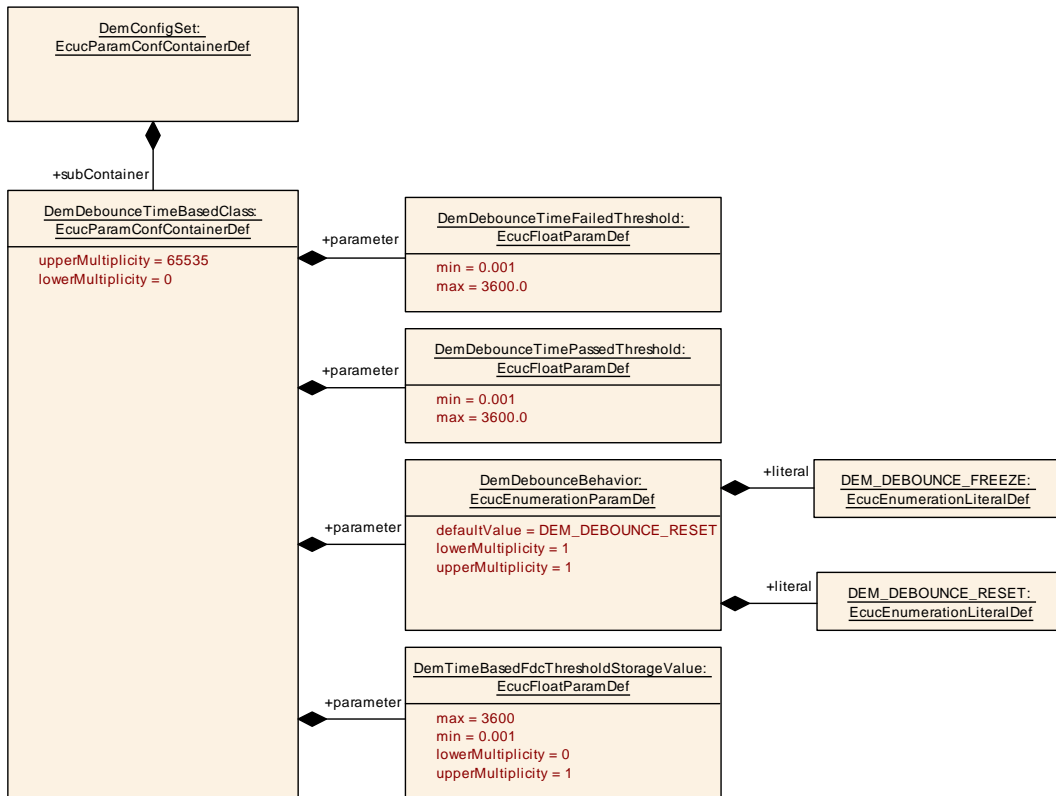 DemConfigSet:
EcucParamConfContainerDef
+subContainer
DemDebounceTimeBasedClass:
EcucParamConfContainerDef
upperMultiplicity = 65535
lowerMultiplicity = 0
+parameter
DemDebounceTimeFailedThreshold:
EcucFloatParamDef
min = 0.001
max = 3600.0
+parameter
DemDebounceTimePassedThreshold:
EcucFloatParamDef
min = 0.001
max = 3600.0
+parameter
DemDebounceBehavior:
EcucEnumerationParamDef
defaultValue = DEM_DEBOUNCE_RESET
lowerMultiplicity = 1
upperMultiplicity = 1
+literal
DEM_DEBOUNCE_FREEZE:
EcucEnumerationLiteralDef
+literal
DEM_DEBOUNCE_RESET:
EcucEnumerationLiteralDef
+parameter
DemTimeBasedFdcThresholdStorageValue:
EcucFloatParamDef
max = 3600
min = 0.001
lowerMultiplicity = 0
upperMultiplicity = 1